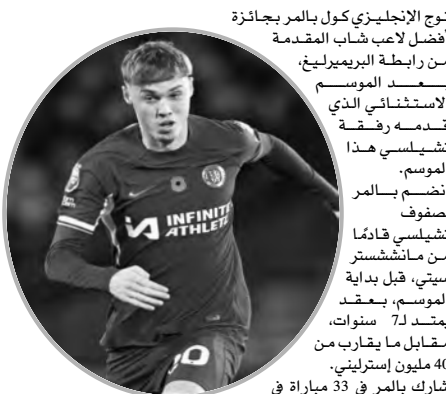 توج الإنجليزي كول بالمر بجائزة
أفضل لاعب شاب المقدمة
من رابطة البريميرليغ،
بعد الموسم
الاستثنائي الذي
قدمه رفقة
تشيلسي هذا
الموسم.
انضم بالمر
لصفوف
تشيلسي قادمًا
من مانشستر
سيتي، قبل بداية
الموسم، بعقد
يمتد لـ7 سنوات،
مقابل ما يقارب من
40 مليون إسترليني.
شارك بالمر في 33 مباراة في
INFINITE
ATHLETE